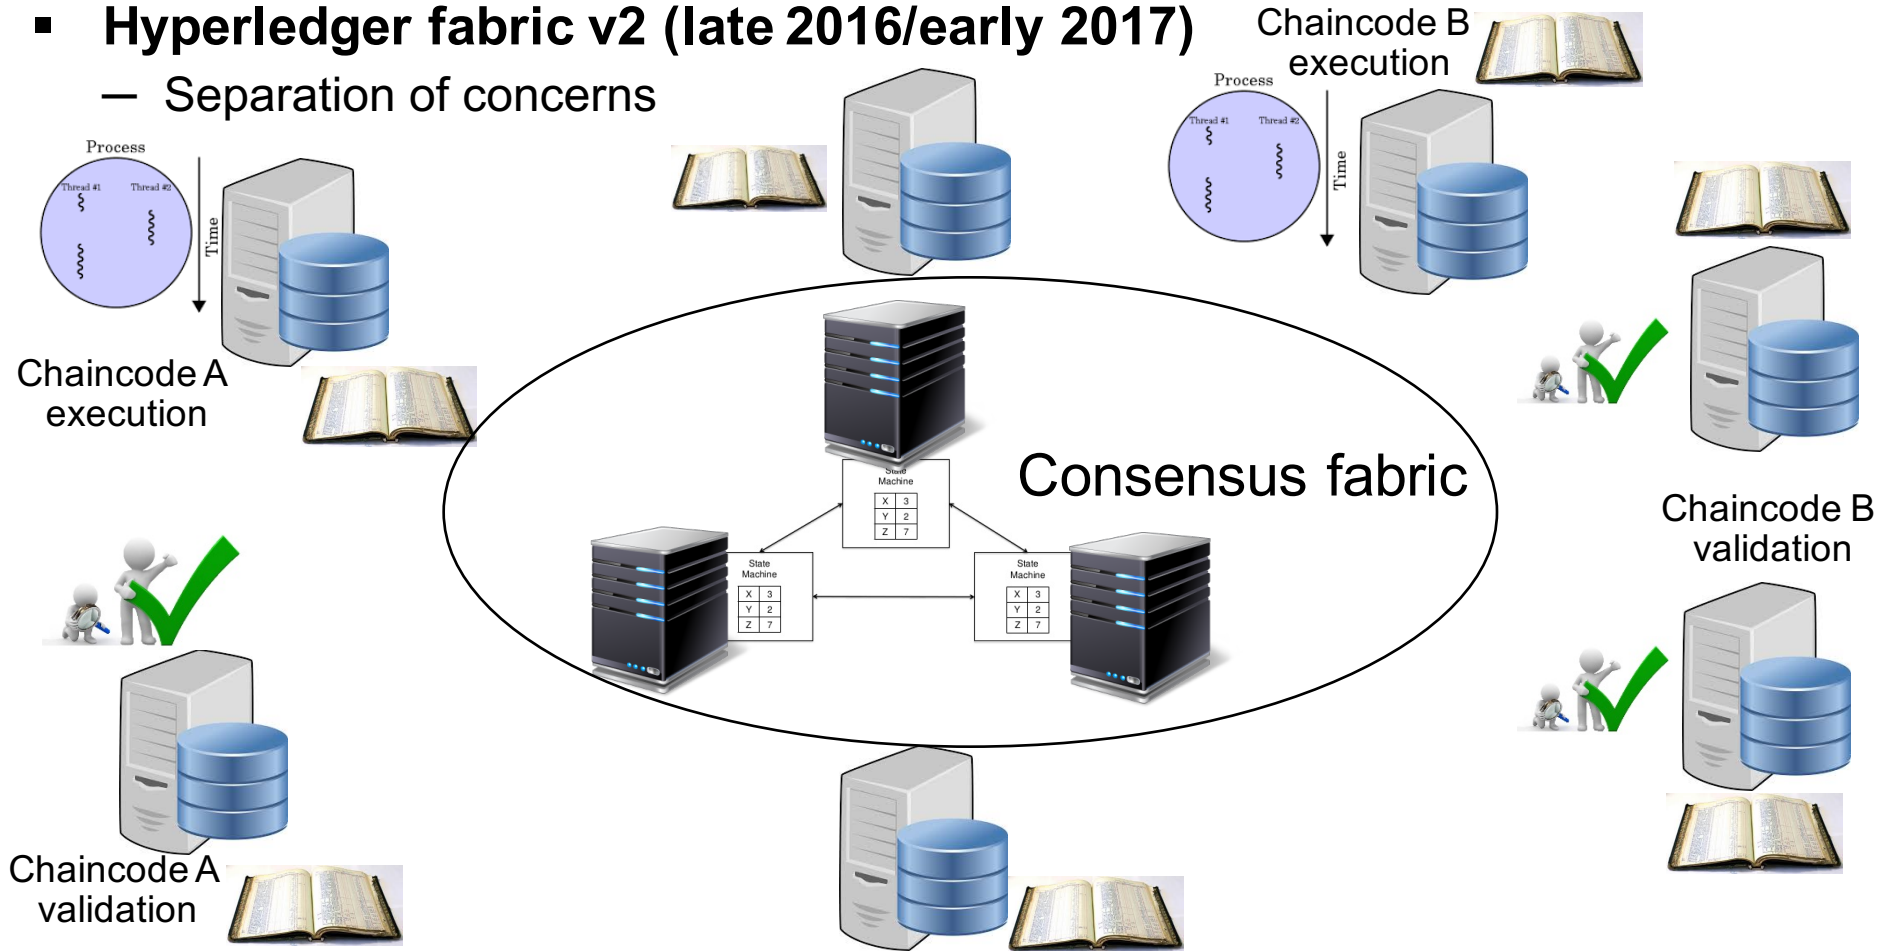 ▪ Hyperledger fabric v2 (late 2016/early 2017)
— Separation of concerns
Chaincode B
execution
Process
Thread #1 Thread #2
Time
Process
Thread #1 Thread #2
Time
Chaincode A
execution
Consensus fabric
State
Machine
X 3
Y 2
Z 7
State
Machine
X 3
Y 2
Z 7
State
Machine
X 3
Y 2
Z 7
Chaincode B
validation
Chaincode A
validation